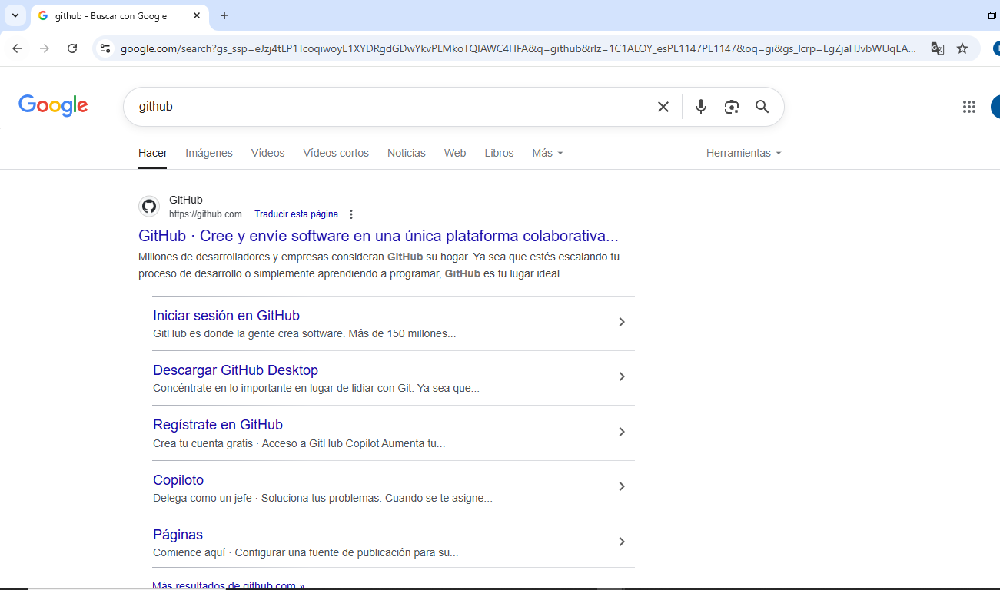 github - Buscar con Google
google.com/search?gs_ssp=eJzj4tLP1TcoqiwoyE1XYDRgdGDwYkvPLMkoTQIAWC4HFA&q=github&rlz=1C1ALOY_esPE1147PE1147&oq=gi&gs_lcrp=EgZjaHJvbWUqEA...
Google
github
Hacer
Imágenes
Vídeos
Vídeos cortos
Noticias
Web
Libros
Más
Herramientas
GitHub
https://github.com · Traducir esta página
GitHub · Cree y envíe software en una única plataforma colaborativa...
Millones de desarrolladores y empresas consideran GitHub su hogar. Ya sea que estés escalando tu
proceso de desarrollo o simplemente aprendiendo a programar, GitHub es tu lugar ideal...
Iniciar sesión en GitHub
GitHub es donde la gente crea software. Más de 150 millones...
Descargar GitHub Desktop
Concéntrate en lo importante en lugar de lidiar con Git. Ya sea que...
Regístrate en GitHub
Crea tu cuenta gratis · Acceso a GitHub Copilot Aumenta tu...
Copiloto
Delega como un jefe · Soluciona tus problemas. Cuando se te asigne...
Páginas
Comience aquí · Configurar una fuente de publicación para su...
Más resultados de github.com »